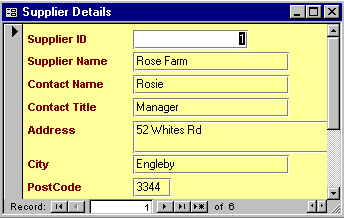 Supplier Details
Supplier ID 1
Supplier Name Rose Farm
Contact Name Rosie
Contact Title Manager
Address 52 Whites Rd
City Engleby
PostCode 3344
Record: 1 of 6